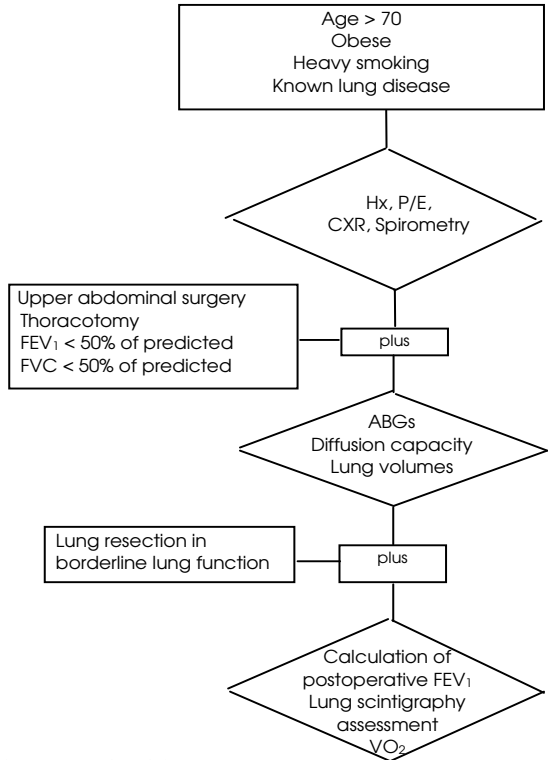 Age > 70
Obese
Heavy smoking
Known lung disease
Hx, P/E,
CXR, Spirometry
Upper abdominal surgery
Thoracotomy
FEV₁ < 50% of predicted
FVC < 50% of predicted
plus
ABGs
Diffusion capacity
Lung volumes
Lung resection in
borderline lung function
plus
Calculation of
postoperative FEV₁
Lung scintigraphy
assessment
VO₂